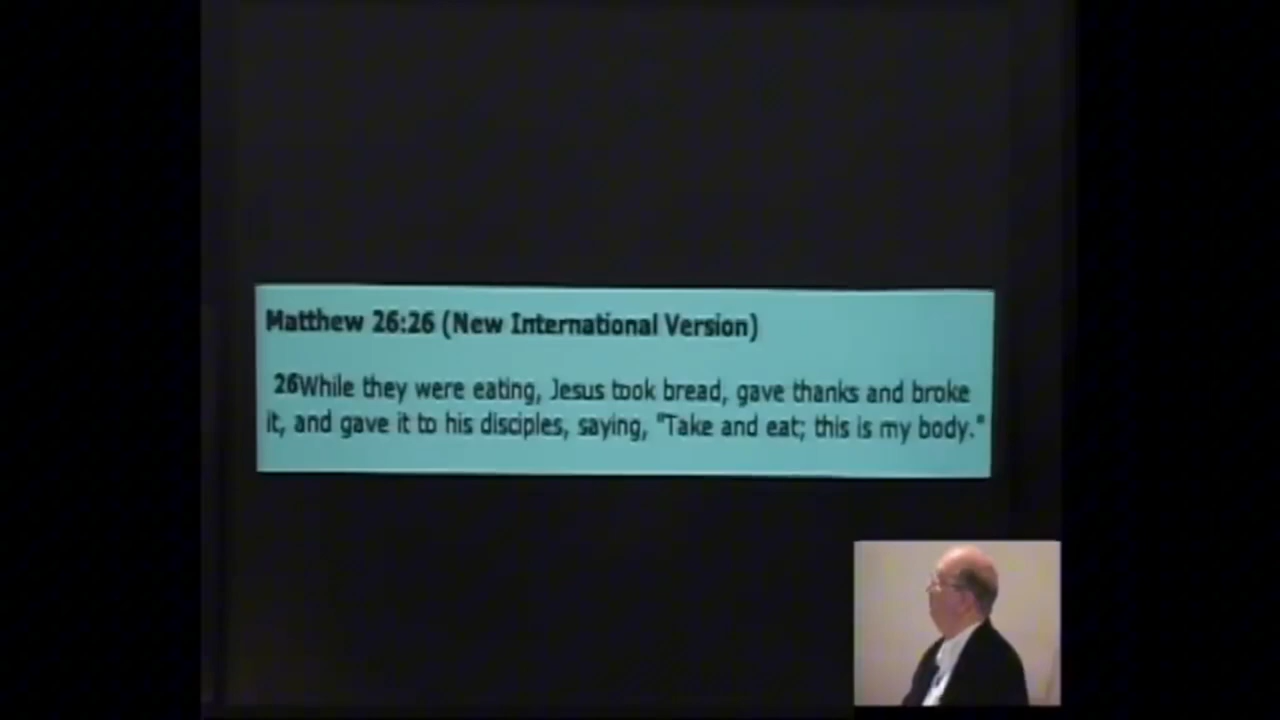 Matthew 26:26 (New International Version)
26While they were eating, Jesus took bread, gave thanks and broke
it, and gave it to his disciples, saying, "Take and eat; this is my body."